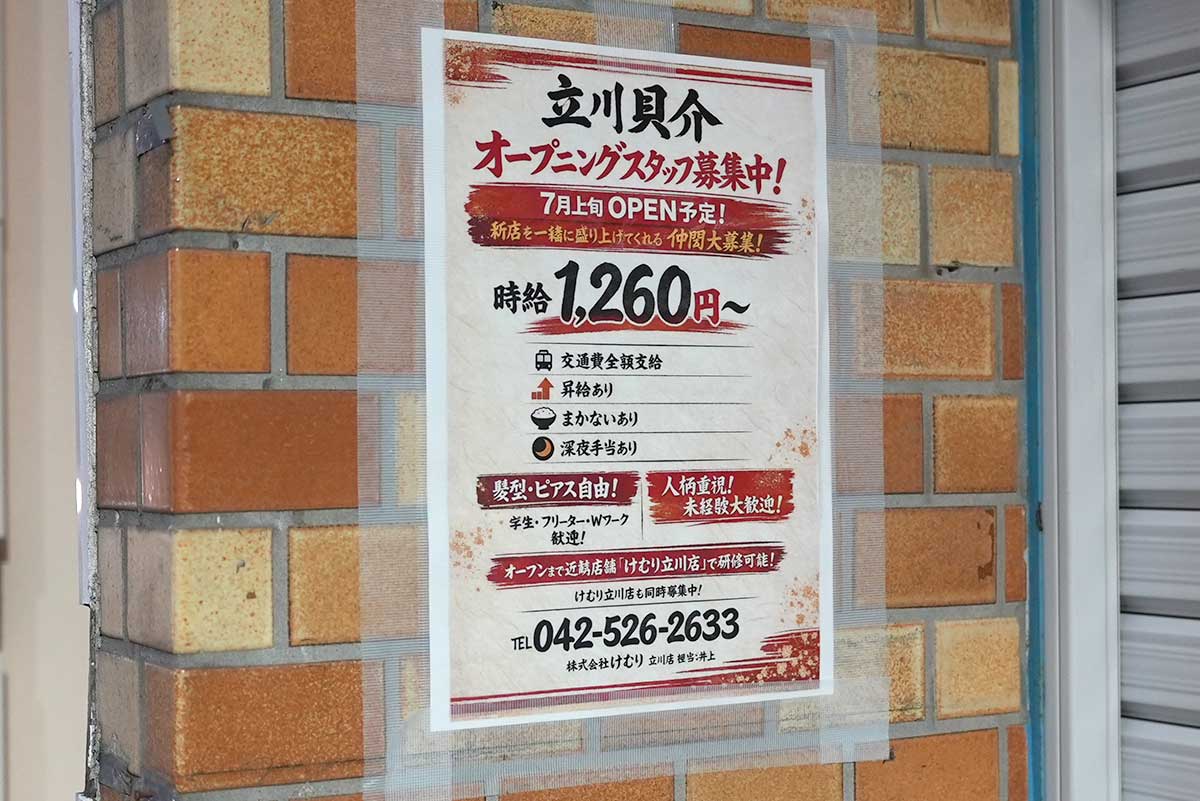 立川貝介
オープニングスタッフ募集中！
7月上旬 OPEN予定！
新店を一緒に盛り上げてくれる 仲間大募集！
時給1,260円～
交通費全額支給
昇給あり
まかないあり
深夜手当あり
髪型・ピアス自由！
学生・フリーター・Wワーク
歓迎！
人柄重視！
未経験大歓迎！
オープンまで近隣店舗「けむり立川店」で研修可能！
けむり立川店も同時募集中！
TEL 042-526-2633
株式会社けむり 立川店 担当：井上